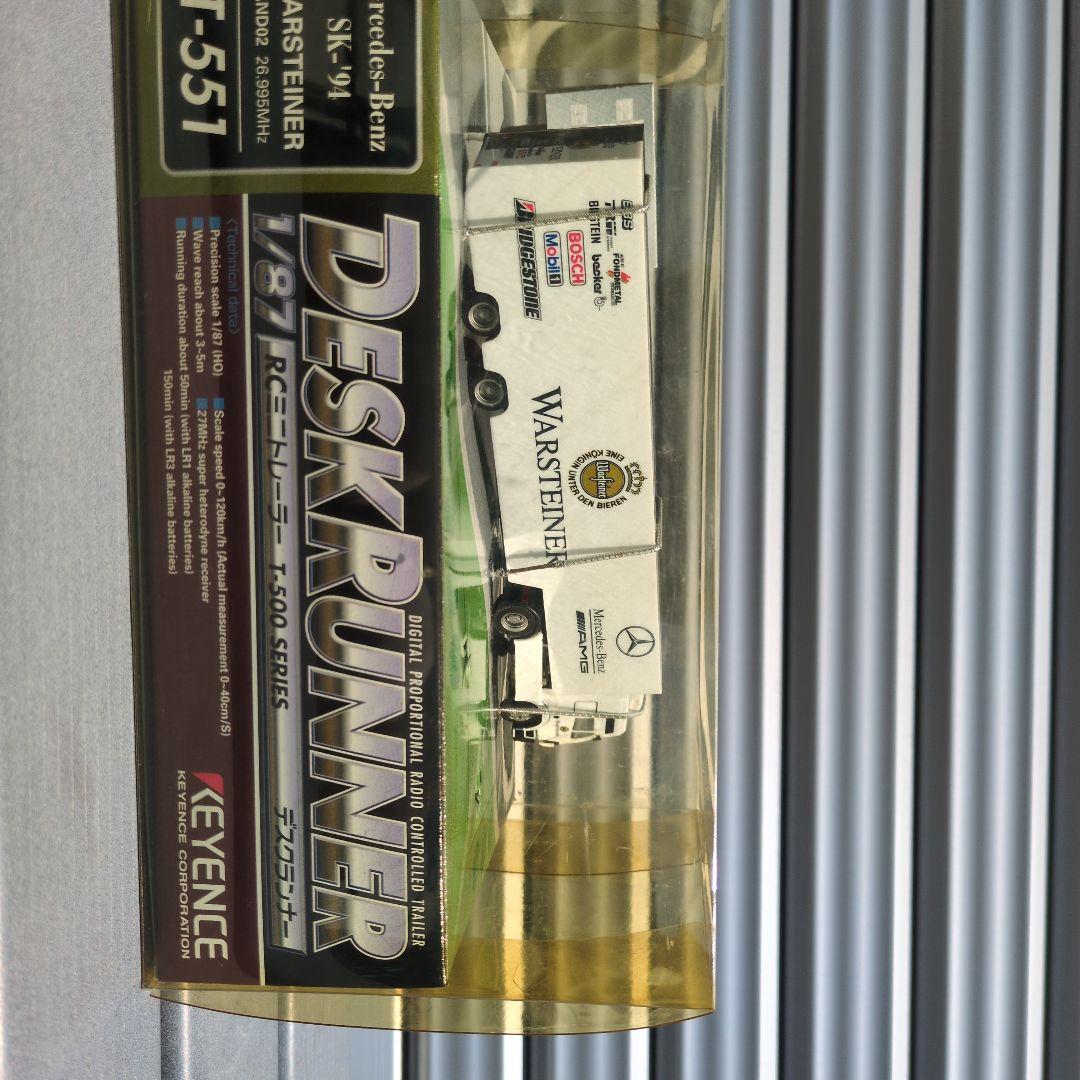 rcedes-Benz
SK-'94
ARSTEINER
AND02 26.995MHz
T-551
DIGITAL PROPORTIONAL RADIO CONTROLLED TRAILER
DESKRUNNER
1/87 RCミニトレーラー T-500 SERIES デスクランナー
<Technical data>
Precision scale 1/87 (HO)
Wave reach about 3~5m
Running duration about 50min (with LR1 alkaline batteries)
150min (with LR3 alkaline batteries)
Scale speed 0~120km/h (Actual measurement 0~40cm/S)
27MHz super heterodyne receiver
KEYENCE
KEYENCE CORPORATION
BBS
BILSTEIN
FONDMETAL
BOSCH
becker
Mobil 1
BRIDGESTONE
WARSTEINER
Warsteiner
EINE KÖNIGIN UNTER DEN BIEREN
Mercedes-Benz
AMG